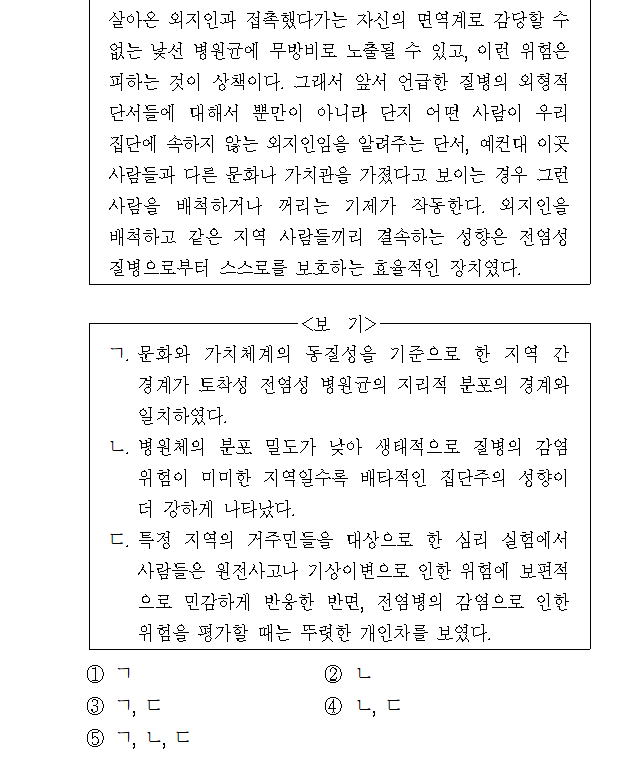 살아온 외지인과 접촉했다가는 자신의 면역계로 감당할 수
없는 낯선 병원균에 무방비로 노출될 수 있고, 이런 위험은
피하는 것이 상책이다. 그래서 앞서 언급한 질병의 외형적
단서들에 대해서 뿐만이 아니라 단지 어떤 사람이 우리
집단에 속하지 않는 외지인임을 알려주는 단서, 예컨대 이곳
사람들과 다른 문화나 가치관을 가졌다고 보이는 경우 그런
사람을 배척하거나 꺼리는 기제가 작동한다. 외지인을
배척하고 같은 지역 사람들끼리 결속하는 성향은 전염성
질병으로부터 스스로를 보호하는 효율적인 장치였다.
<보 기>
ㄱ. 문화와 가치체계의 동질성을 기준으로 한 지역 간
경계가 토착성 전염성 병원균의 지리적 분포의 경계와
일치하였다.
ㄴ. 병원체의 분포 밀도가 낮아 생태적으로 질병의 감염
위험이 미미한 지역일수록 배타적인 집단주의 성향이
더 강하게 나타났다.
ㄷ. 특정 지역의 거주민들을 대상으로 한 심리 실험에서
사람들은 원전사고나 기상이변으로 인한 위험에 보편적
으로 민감하게 반응한 반면, 전염병의 감염으로 인한
위험을 평가할 때는 뚜렷한 개인차를 보였다.
① ㄱ ② ㄴ
③ ㄱ, ㄷ ④ ㄴ, ㄷ
⑤ ㄱ, ㄴ, ㄷ